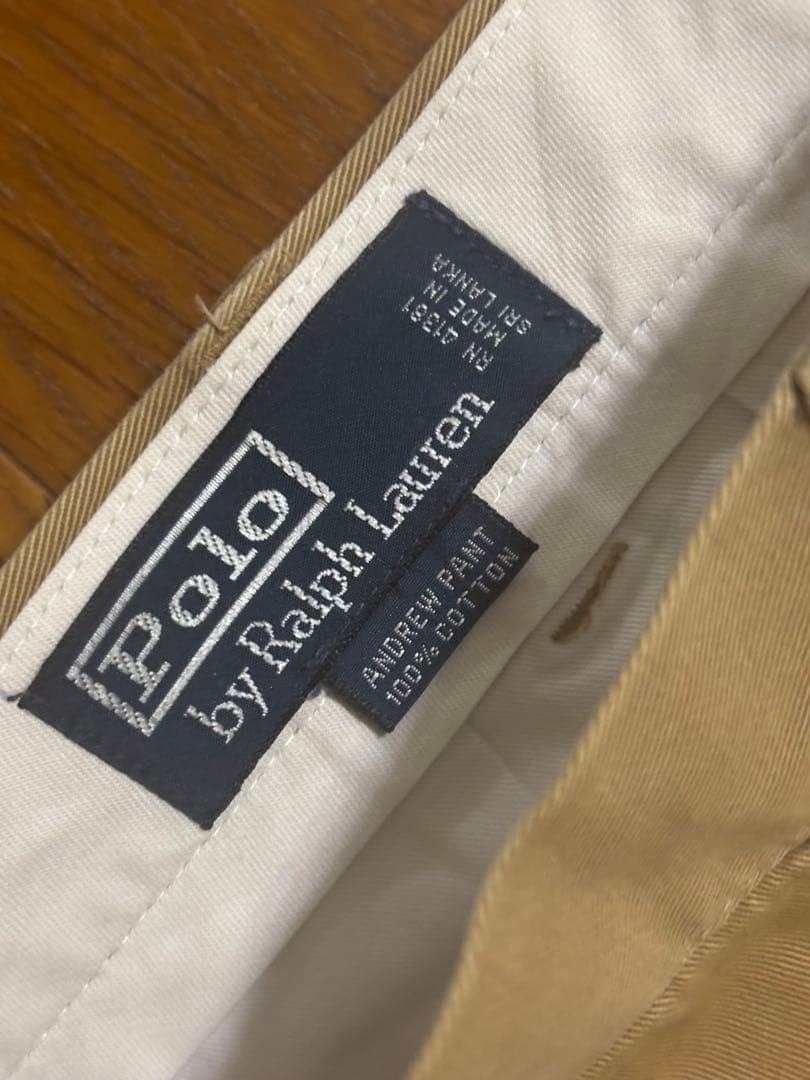 Polo
by Ralph Lauren
RN 41381
MADE IN
SRI LANKA
ANDREW PANT
100% COTTON